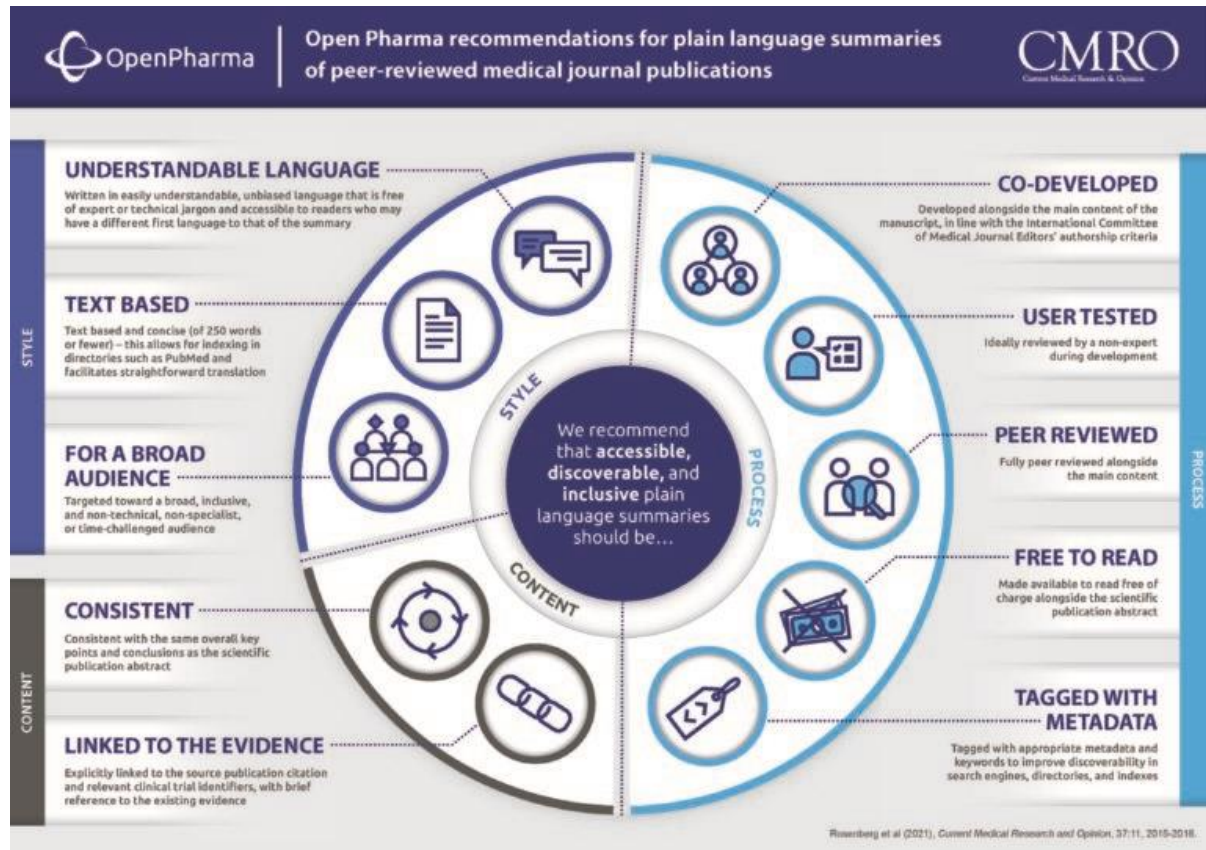 OpenPharma
Open Pharma recommendations for plain language summaries
of peer-reviewed medical journal publications
CMRO
Current Medical Research & Opinion
STYLE
UNDERSTANDABLE LANGUAGE
Written in easily understandable, unbiased language that is free
of expert or technical jargon and accessible to readers who may
have a different first language to that of the summary
TEXT BASED
Text based and concise (of 250 words
or fewer) – this allows for indexing in
directories such as PubMed and
facilitates straightforward translation
FOR A BROAD
AUDIENCE
Targeted toward a broad, inclusive,
and non-technical, non-specialist,
or time-challenged audience
CONTENT
CONSISTENT
Consistent with the same overall key
points and conclusions as the scientific
publication abstract
LINKED TO THE EVIDENCE
Explicitly linked to the source publication citation
and relevant clinical trial identifiers, with brief
reference to the existing evidence
STYLE
PROCESS
CONTENT
We recommend
that accessible,
discoverable, and
inclusive plain
language summaries
should be...
PROCESS
CO-DEVELOPED
Developed alongside the main content of the
manuscript, in line with the International Committee
of Medical Journal Editors' authorship criteria
USER TESTED
Ideally reviewed by a non-expert
during development
PEER REVIEWED
Fully peer reviewed alongside
the main content
FREE TO READ
Made available to read free of
charge alongside the scientific
publication abstract
TAGGED WITH
METADATA
Tagged with appropriate metadata and
keywords to improve discoverability in
search engines, directories, and indexes
Rosenberg et al (2021), Current Medical Research and Opinion, 37:11, 2015-2016.